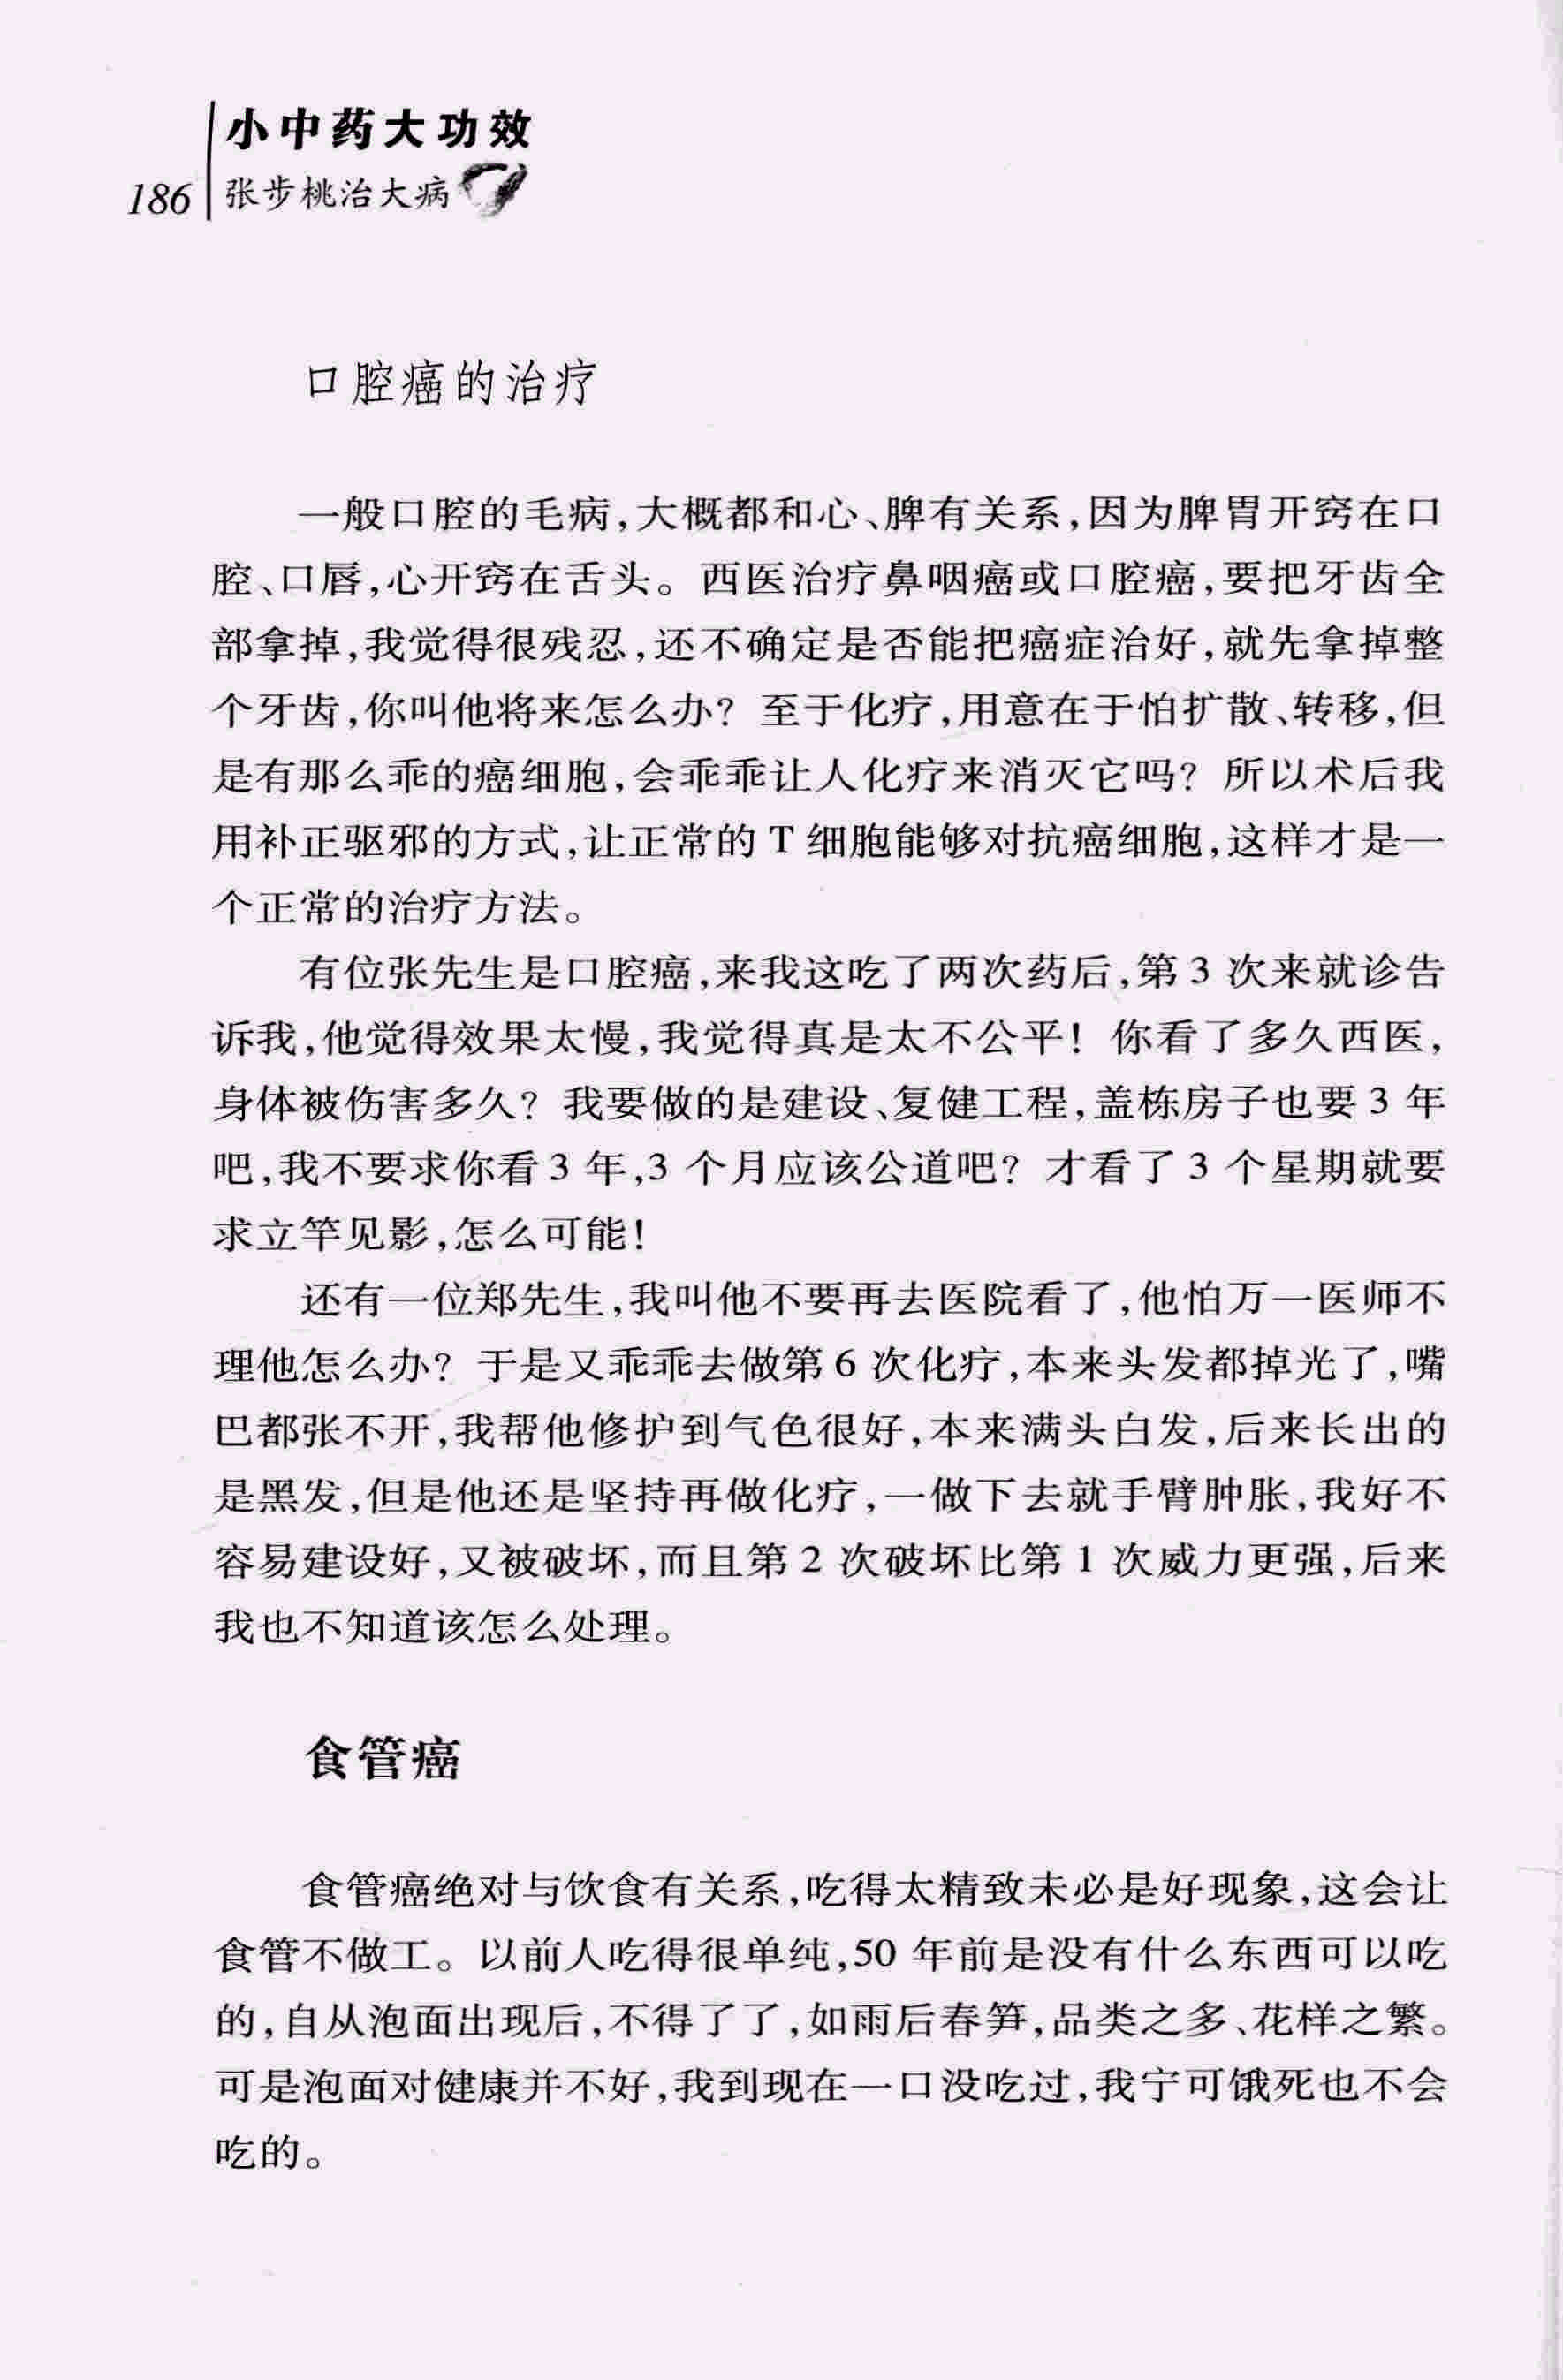 小中药大功效
186 张步桃治大病
口腔癌的治疗
一般口腔的毛病,大概都和心、脾有关系,因为脾胃开窍在口
腔、口唇,心开窍在舌头。西医治疗鼻咽癌或口腔癌,要把牙齿全
部拿掉,我觉得很残忍,还不确定是否能把癌症治好,就先拿掉整
个牙齿,你叫他将来怎么办？至于化疗,用意在于怕扩散、转移,但
是有那么乖的癌细胞,会乖乖让人化疗来消灭它吗？所以术后我
用补正驱邪的方式,让正常的 T 细胞能够对抗癌细胞,这样才是一
个正常的治疗方法。
有位张先生是口腔癌,来我这吃了两次药后,第 3 次来就诊告
诉我,他觉得效果太慢,我觉得真是太不公平！你看了多久西医,
身体被伤害多久？我要做的是建设、复健工程,盖栋房子也要 3 年
吧,我不要求你看 3 年,3 个月应该公道吧？才看了 3 个星期就要
求立竿见影,怎么可能！
还有一位郑先生,我叫他不要再去医院看了,他怕万一医师不
理他怎么办？于是又乖乖去做第 6 次化疗,本来头发都掉光了,嘴
巴都张不开,我帮他修护到气色很好,本来满头白发,后来长出的
是黑发,但是他还是坚持再做化疗,一做下去就手臂肿胀,我好不
容易建设好,又被破坏,而且第 2 次破坏比第 1 次威力更强,后来
我也不知道该怎么处理。
食管癌
食管癌绝对与饮食有关系,吃得太精致未必是好现象,这会让
食管不做工。以前人吃得很单纯,50 年前是没有什么东西可以吃
的,自从泡面出现后,不得了了,如雨后春笋,品类之多、花样之繁。
可是泡面对健康并不好,我到现在一口没吃过,我宁可饿死也不会
吃的。